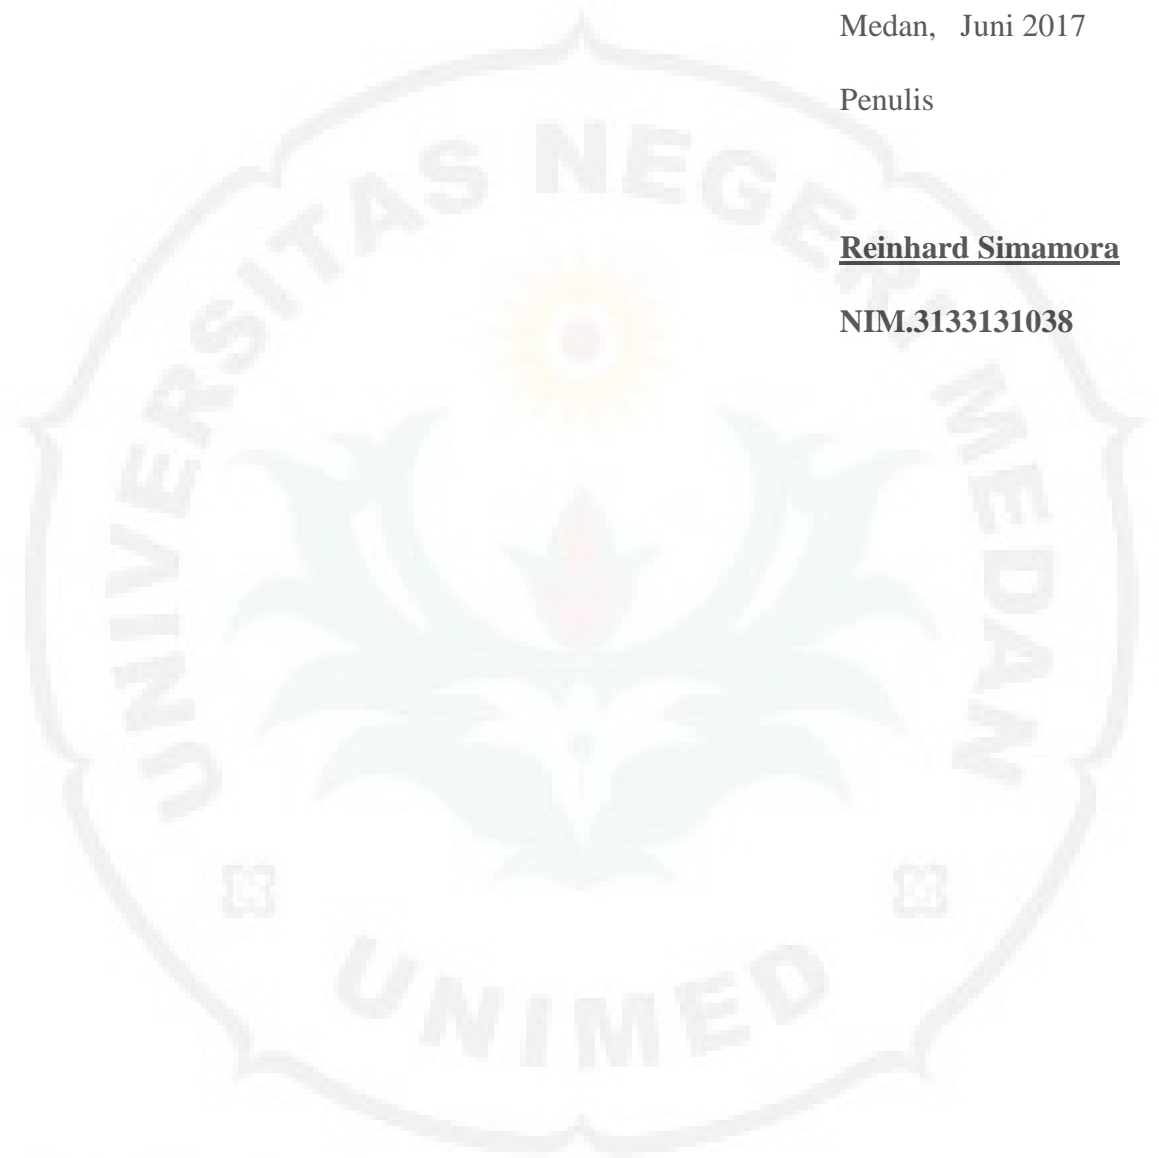 Medan,   Juni 2017
Penulis
Reinhard Simamora
NIM.3133131038
UNIVERSITAS NEGERI MEDAN
UNIMED